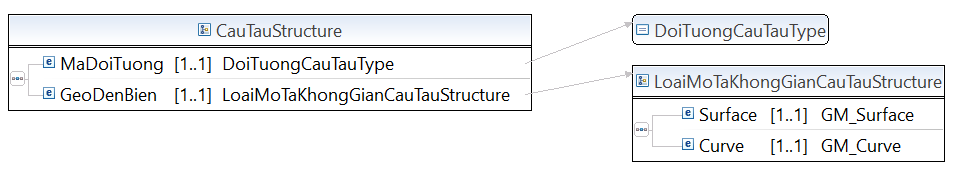 CauTauStructure
e MaDoiTuong [1..1] DoiTuongCauTauType
e GeoDenBien [1..1] LoaiMoTaKhongGianCauTauStructure
DoiTuongCauTauType
LoaiMoTaKhongGianCauTauStructure
e Surface [1..1] GM_Surface
e Curve [1..1] GM_Curve